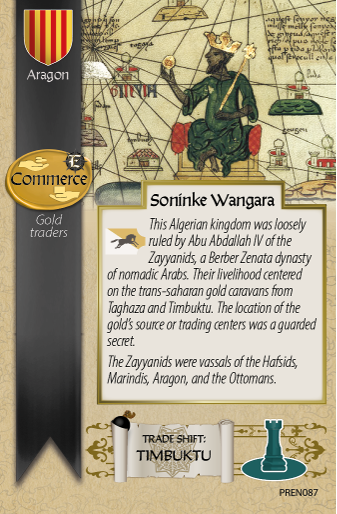 Aragon
E
Commerce
Gold
traders
Soninke Wangara
This Algerian kingdom was loosely
ruled by Abu Abdallah IV of the
Zayyanids, a Berber Zenata dynasty
of nomadic Arabs. Their livelihood centered
on the trans-saharan gold caravans from
Taghaza and Timbuktu. The location of the
gold's source or trading centers was a guarded
secret.
The Zayyanids were vassals of the Hafsids,
Marindis, Aragon, and the Ottomans.
TRADE SHIFT:
TIMBUKTU
PREN087